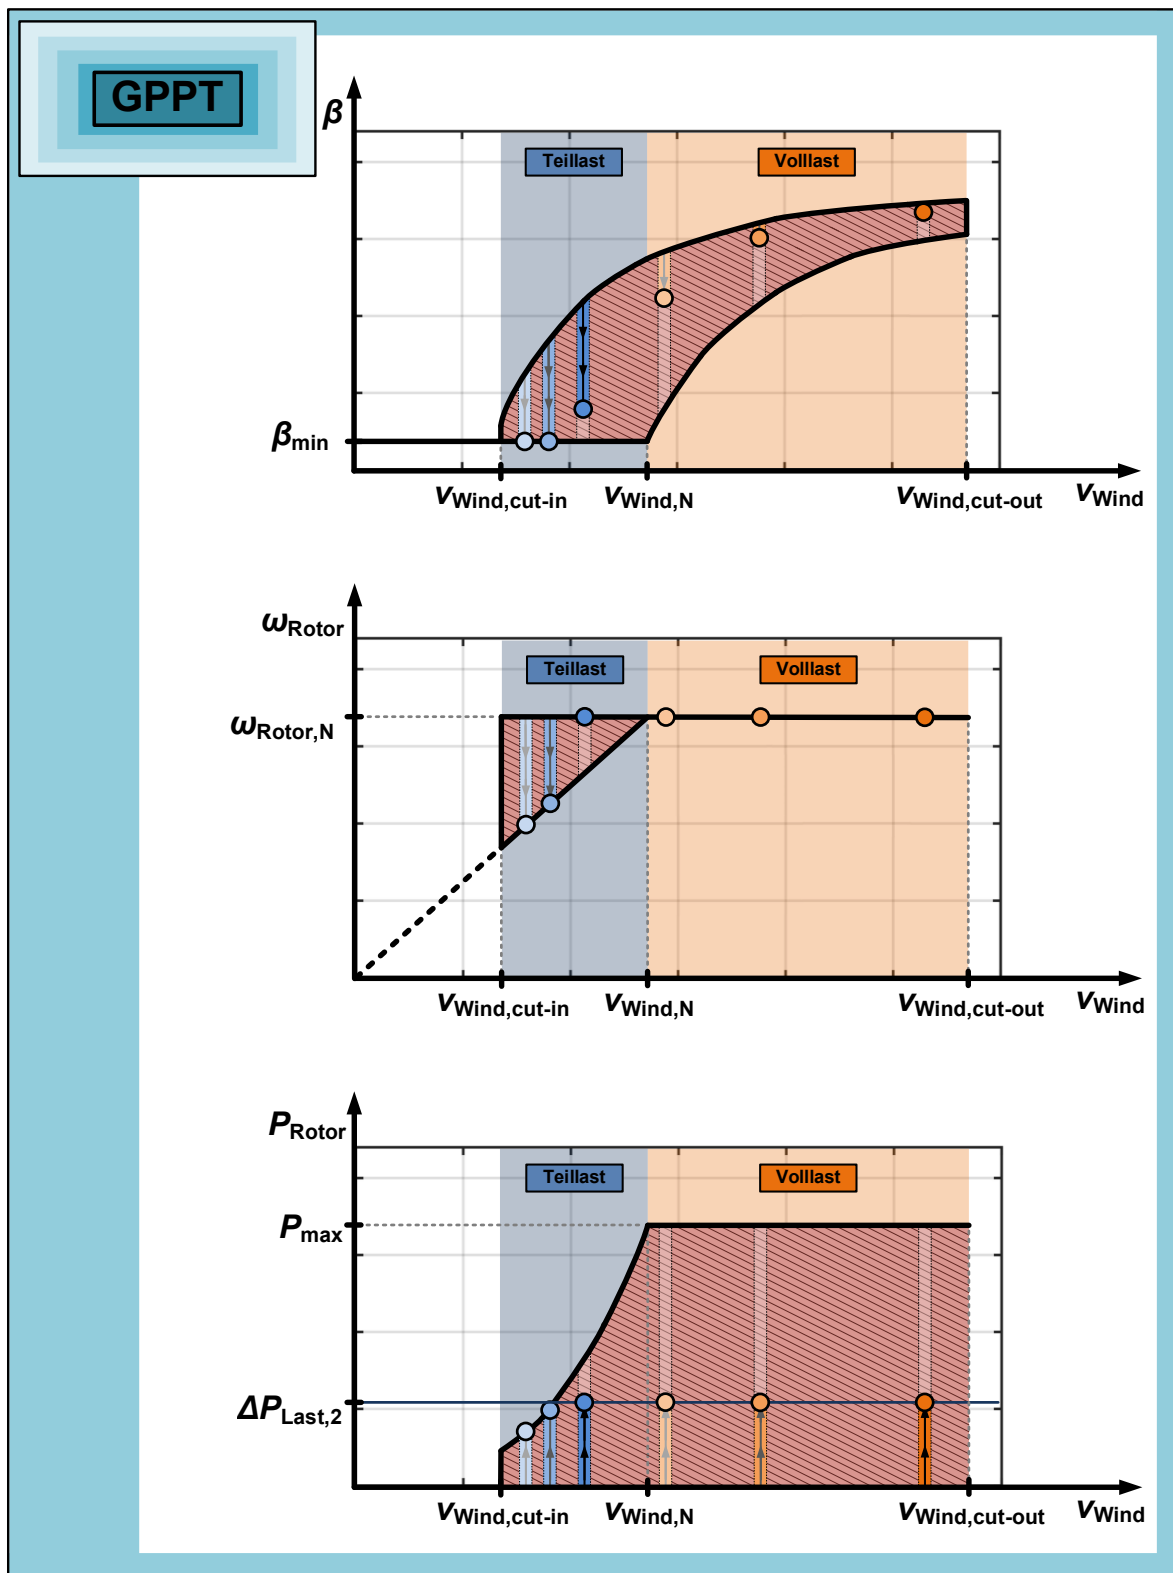 GPPT
β
Teillast Volllast
βmin
vWind,cut-in vWind,N vWind,cut-out vWind
ωRotor
Teillast Volllast
ωRotor,N
vWind,cut-in vWind,N vWind,cut-out vWind
PRotor
Teillast Volllast
Pmax
ΔPLast,2
vWind,cut-in vWind,N vWind,cut-out vWind